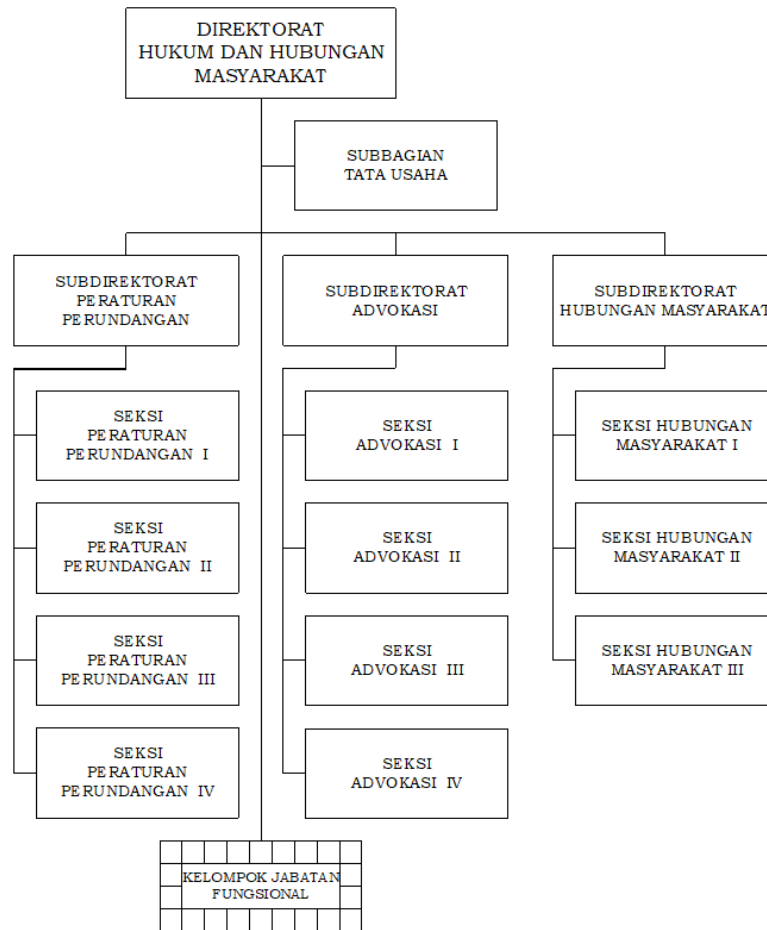 DIREKTORAT
HUKUM DAN HUBUNGAN
MASYARAKAT
SUBBAGIAN
TATA USAHA
SUBDIREKTORAT
PERATURAN
PERUNDANGAN
SUBDIREKTORAT
ADVOKASI
SUBDIREKTORAT
HUBUNGAN MASYARAKAT
SEKSI
PERATURAN
PERUNDANGAN I
SEKSI
ADVOKASI I
SEKSI HUBUNGAN
MASYARAKAT I
SEKSI
PERATURAN
PERUNDANGAN II
SEKSI
ADVOKASI II
SEKSI HUBUNGAN
MASYARAKAT II
SEKSI
PERATURAN
PERUNDANGAN III
SEKSI
ADVOKASI III
SEKSI HUBUNGAN
MASYARAKAT III
SEKSI
PERATURAN
PERUNDANGAN IV
SEKSI
ADVOKASI IV
KELOMPOK JABATAN
FUNGSIONAL